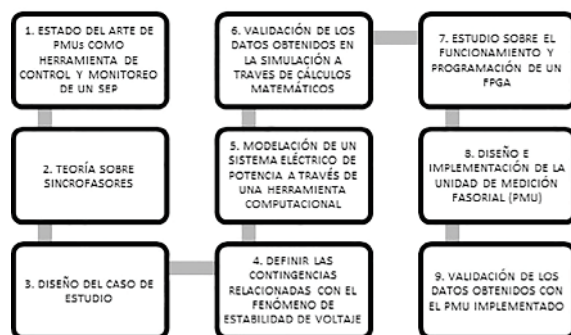 1. ESTADO DEL ARTE DE
PMUs COMO
HERRAMIENTA DE
CONTROL Y MONITOREO
DE UN SEP
2. TEORÍA SOBRE
SINCROFASORES
3. DISEÑO DEL CASO DE
ESTUDIO
4. DEFINIR LAS
CONTINGENCIAS
RELACIONADAS CON EL
FENÓMENO DE
ESTABILIDAD DE VOLTAJE
5. MODELACIÓN DE UN
SISTEMA ELÉCTRICO DE
POTENCIA A TRAVÉS DE
UNA HERRAMIENTA
COMPUTACIONAL
6. VALIDACIÓN DE LOS
DATOS OBTENIDOS EN
LA SIMULACIÓN A
TRAVES DE CÁLCULOS
MATEMÁTICOS
7. ESTUDIO SOBRE EL
FUNCIONAMIENTO Y
PROGRAMACIÓN DE UN
FPGA
8. DISEÑO E
IMPLEMENTACIÓN DE LA
UNIDAD DE MEDICIÓN
FASORIAL (PMU)
9. VALIDACIÓN DE LOS
DATOS OBTENIDOS CON
EL PMU IMPLEMENTADO